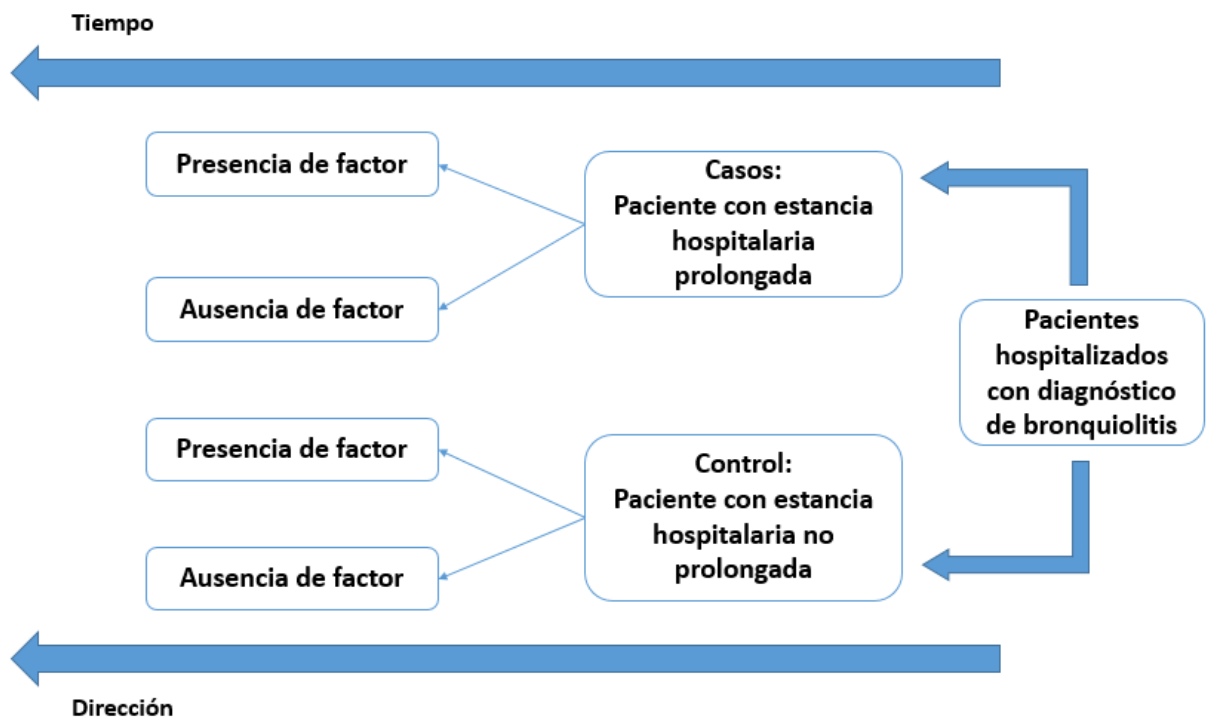 Tiempo
Presencia de factor
Ausencia de factor
Casos:
Paciente con estancia
hospitalaria
prolongada
Pacientes
hospitalizados
con diagnóstico
de bronquiolitis
Presencia de factor
Ausencia de factor
Control:
Paciente con estancia
hospitalaria no
prolongada
Dirección